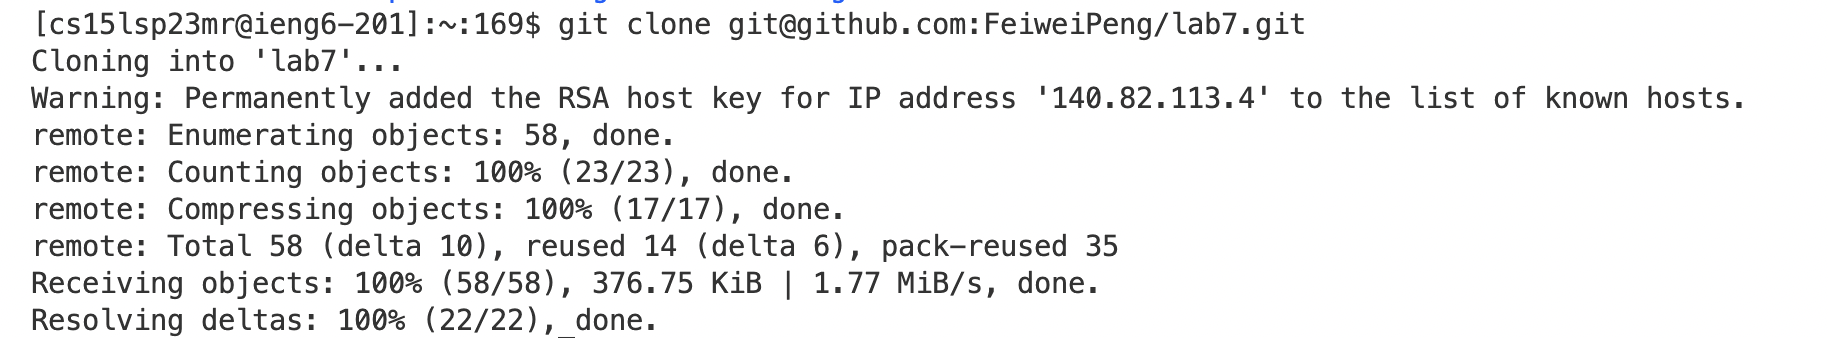 [cs15lsp23mr@ieng6-201]:~:169$ git clone git@github.com:FeiweiPeng/lab7.git
Cloning into 'lab7'...
Warning: Permanently added the RSA host key for IP address '140.82.113.4' to the list of known hosts.
remote: Enumerating objects: 58, done.
remote: Counting objects: 100% (23/23), done.
remote: Compressing objects: 100% (17/17), done.
remote: Total 58 (delta 10), reused 14 (delta 6), pack-reused 35
Receiving objects: 100% (58/58), 376.75 KiB | 1.77 MiB/s, done.
Resolving deltas: 100% (22/22), done.